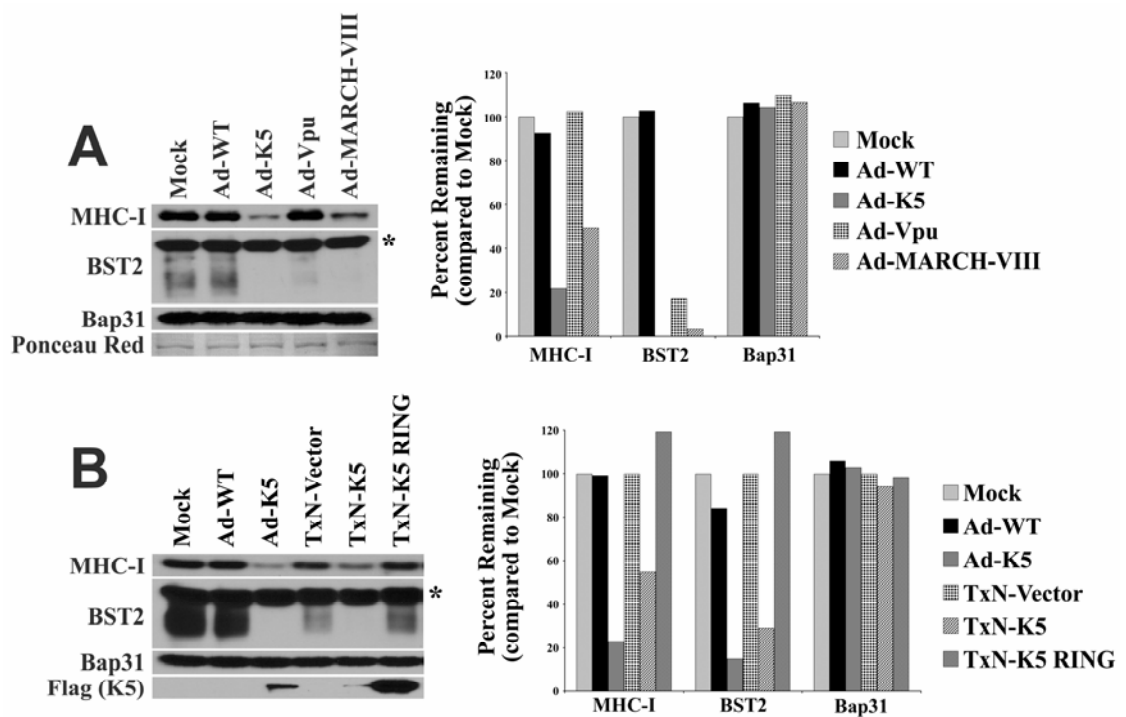 A
Mock
Ad-WT
Ad-K5
Ad-Vpu
Ad-MARCH-VIII
MHC-I
BST2
*
Bap31
Ponceau Red
Percent Remaining
(compared to Mock)
120
100
80
60
40
20
0
MHC-I BST2 Bap31
Mock
Ad-WT
Ad-K5
Ad-Vpu
Ad-MARCH-VIII
B
Mock
Ad-WT
Ad-K5
TxN-Vector
TxN-K5
TxN-K5 RING
MHC-I
BST2
*
Bap31
Flag (K5)
Percent Remaining
(compared to Mock)
120
100
80
60
40
20
0
MHC-I BST2 Bap31
Mock
Ad-WT
Ad-K5
TxN-Vector
TxN-K5
TxN-K5 RING